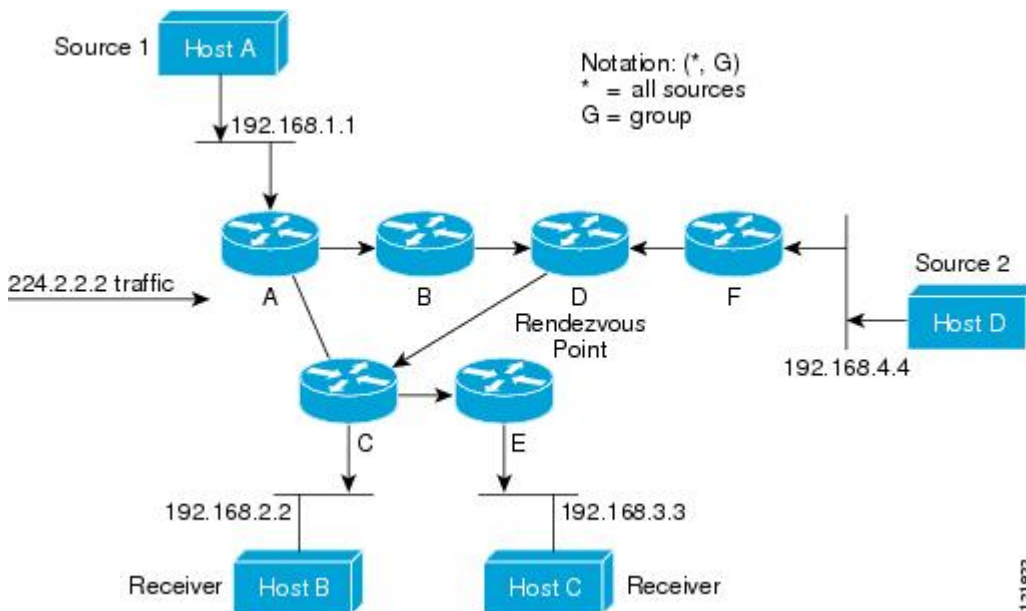 Source 1
Host A
Notation: (*, G)
* = all sources
G = group
192.168.1.1
224.2.2.2 traffic
A
B
D
F
Rendezvous
Point
Source 2
Host D
192.168.4.4
C
E
192.168.2.2
192.168.3.3
Receiver
Host B
Host C
Receiver